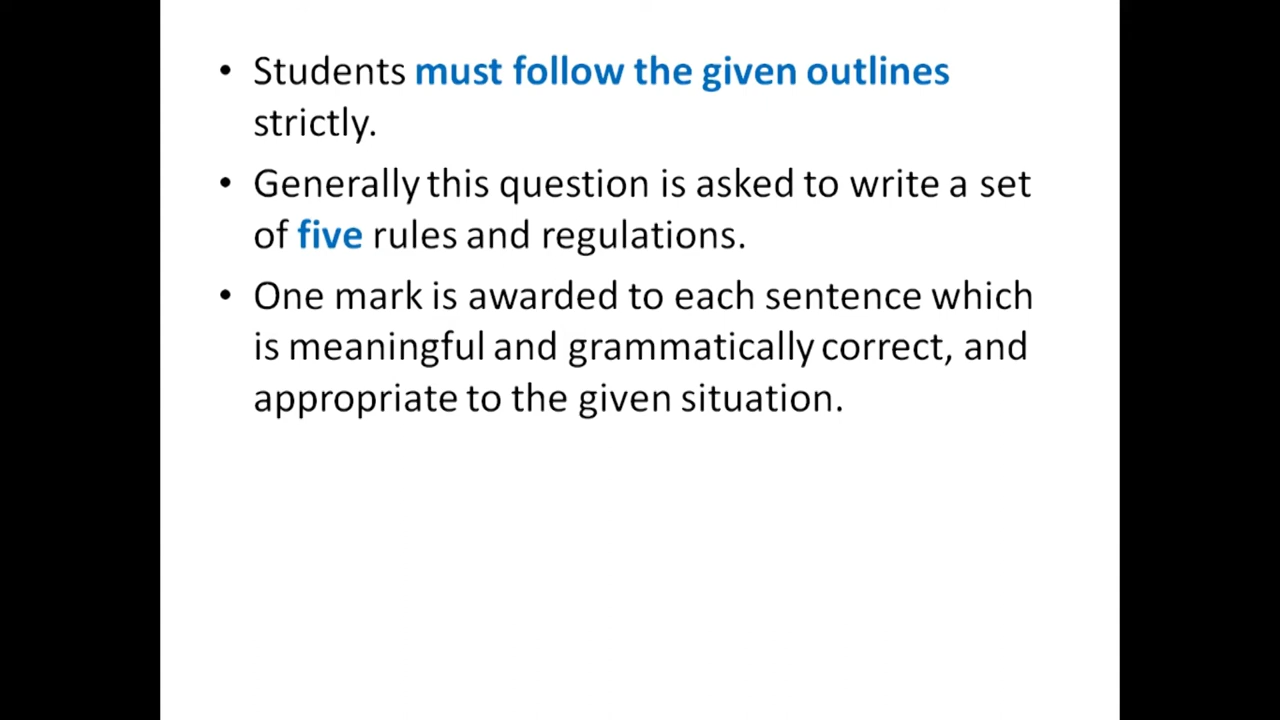 • Students must follow the given outlines
strictly.
• Generally this question is asked to write a set
of five rules and regulations.
• One mark is awarded to each sentence which
is meaningful and grammatically correct, and
appropriate to the given situation.